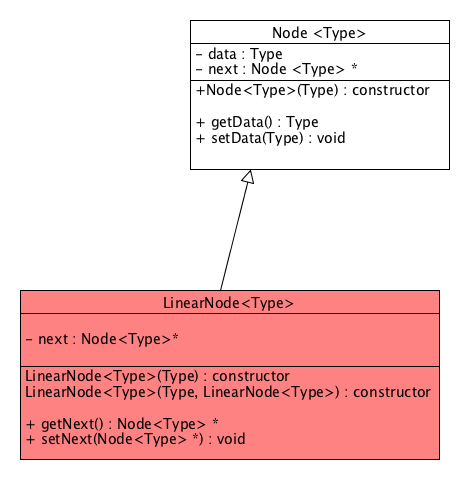 Node <Type>
- data : Type
- next : Node <Type> *
+Node<Type>(Type) : constructor
+ getData() : Type
+ setData(Type) : void
LinearNode<Type>
- next : Node<Type>*
LinearNode<Type>(Type) : constructor
LinearNode<Type>(Type, LinearNode<Type>) : constructor
+ getNext() : Node<Type> *
+ setNext(Node<Type> *) : void